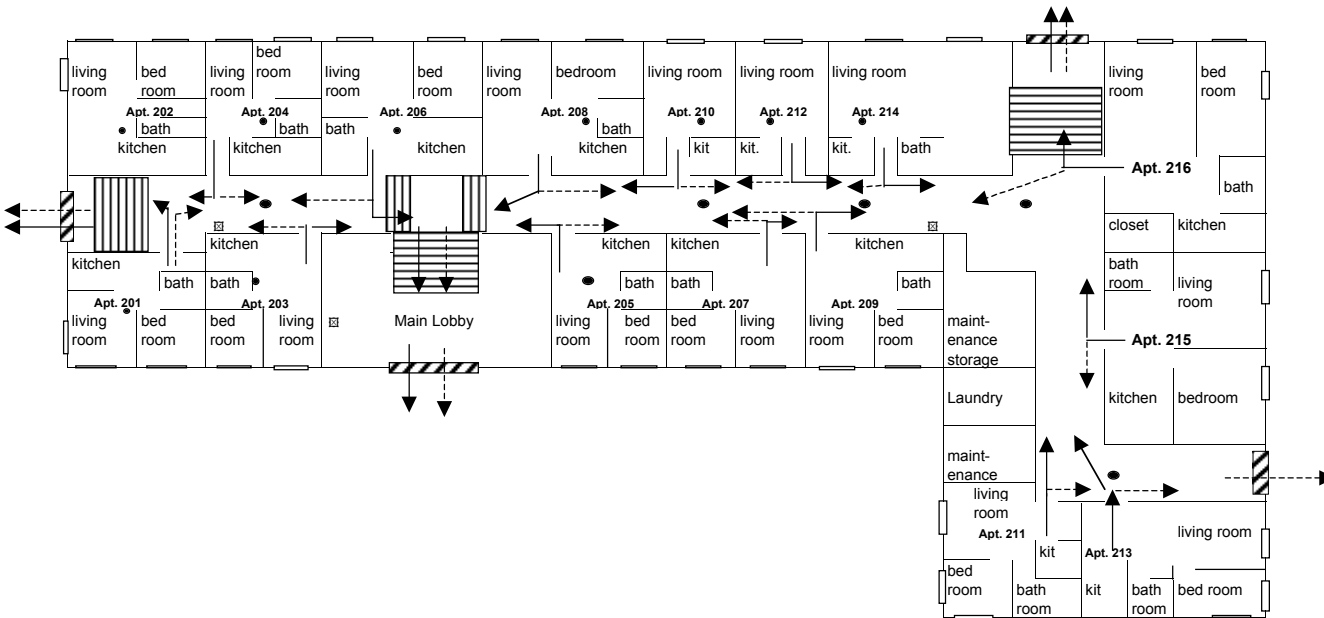 living
room
bed
room
Apt. 202
bath
kitchen
living
room
bed
room
Apt. 204
bath
kitchen
living
room
bed
room
Apt. 206
bath
kitchen
living
room
bedroom
Apt. 208
bath
kitchen
living room
Apt. 210
kit
living room
Apt. 212
kit.
living room
Apt. 214
kit.
bath
living
room
bed
room
Apt. 216
bath
closet
kitchen
kitchen
bath
Apt. 201
living
room
bed
room
kitchen
bath
Apt. 203
bed
room
living
room
Main Lobby
kitchen
bath
Apt. 205
living
room
bed
room
kitchen
bath
Apt. 207
bed
room
living
room
kitchen
bath
Apt. 209
living
room
bed
room
maint-
enance
storage
Laundry
maint-
enance
bath
room
living
room
Apt. 215
kitchen
bedroom
living
room
Apt. 211
kit
bed
room
bath
room
living room
Apt. 213
kit
bath
room
bed room